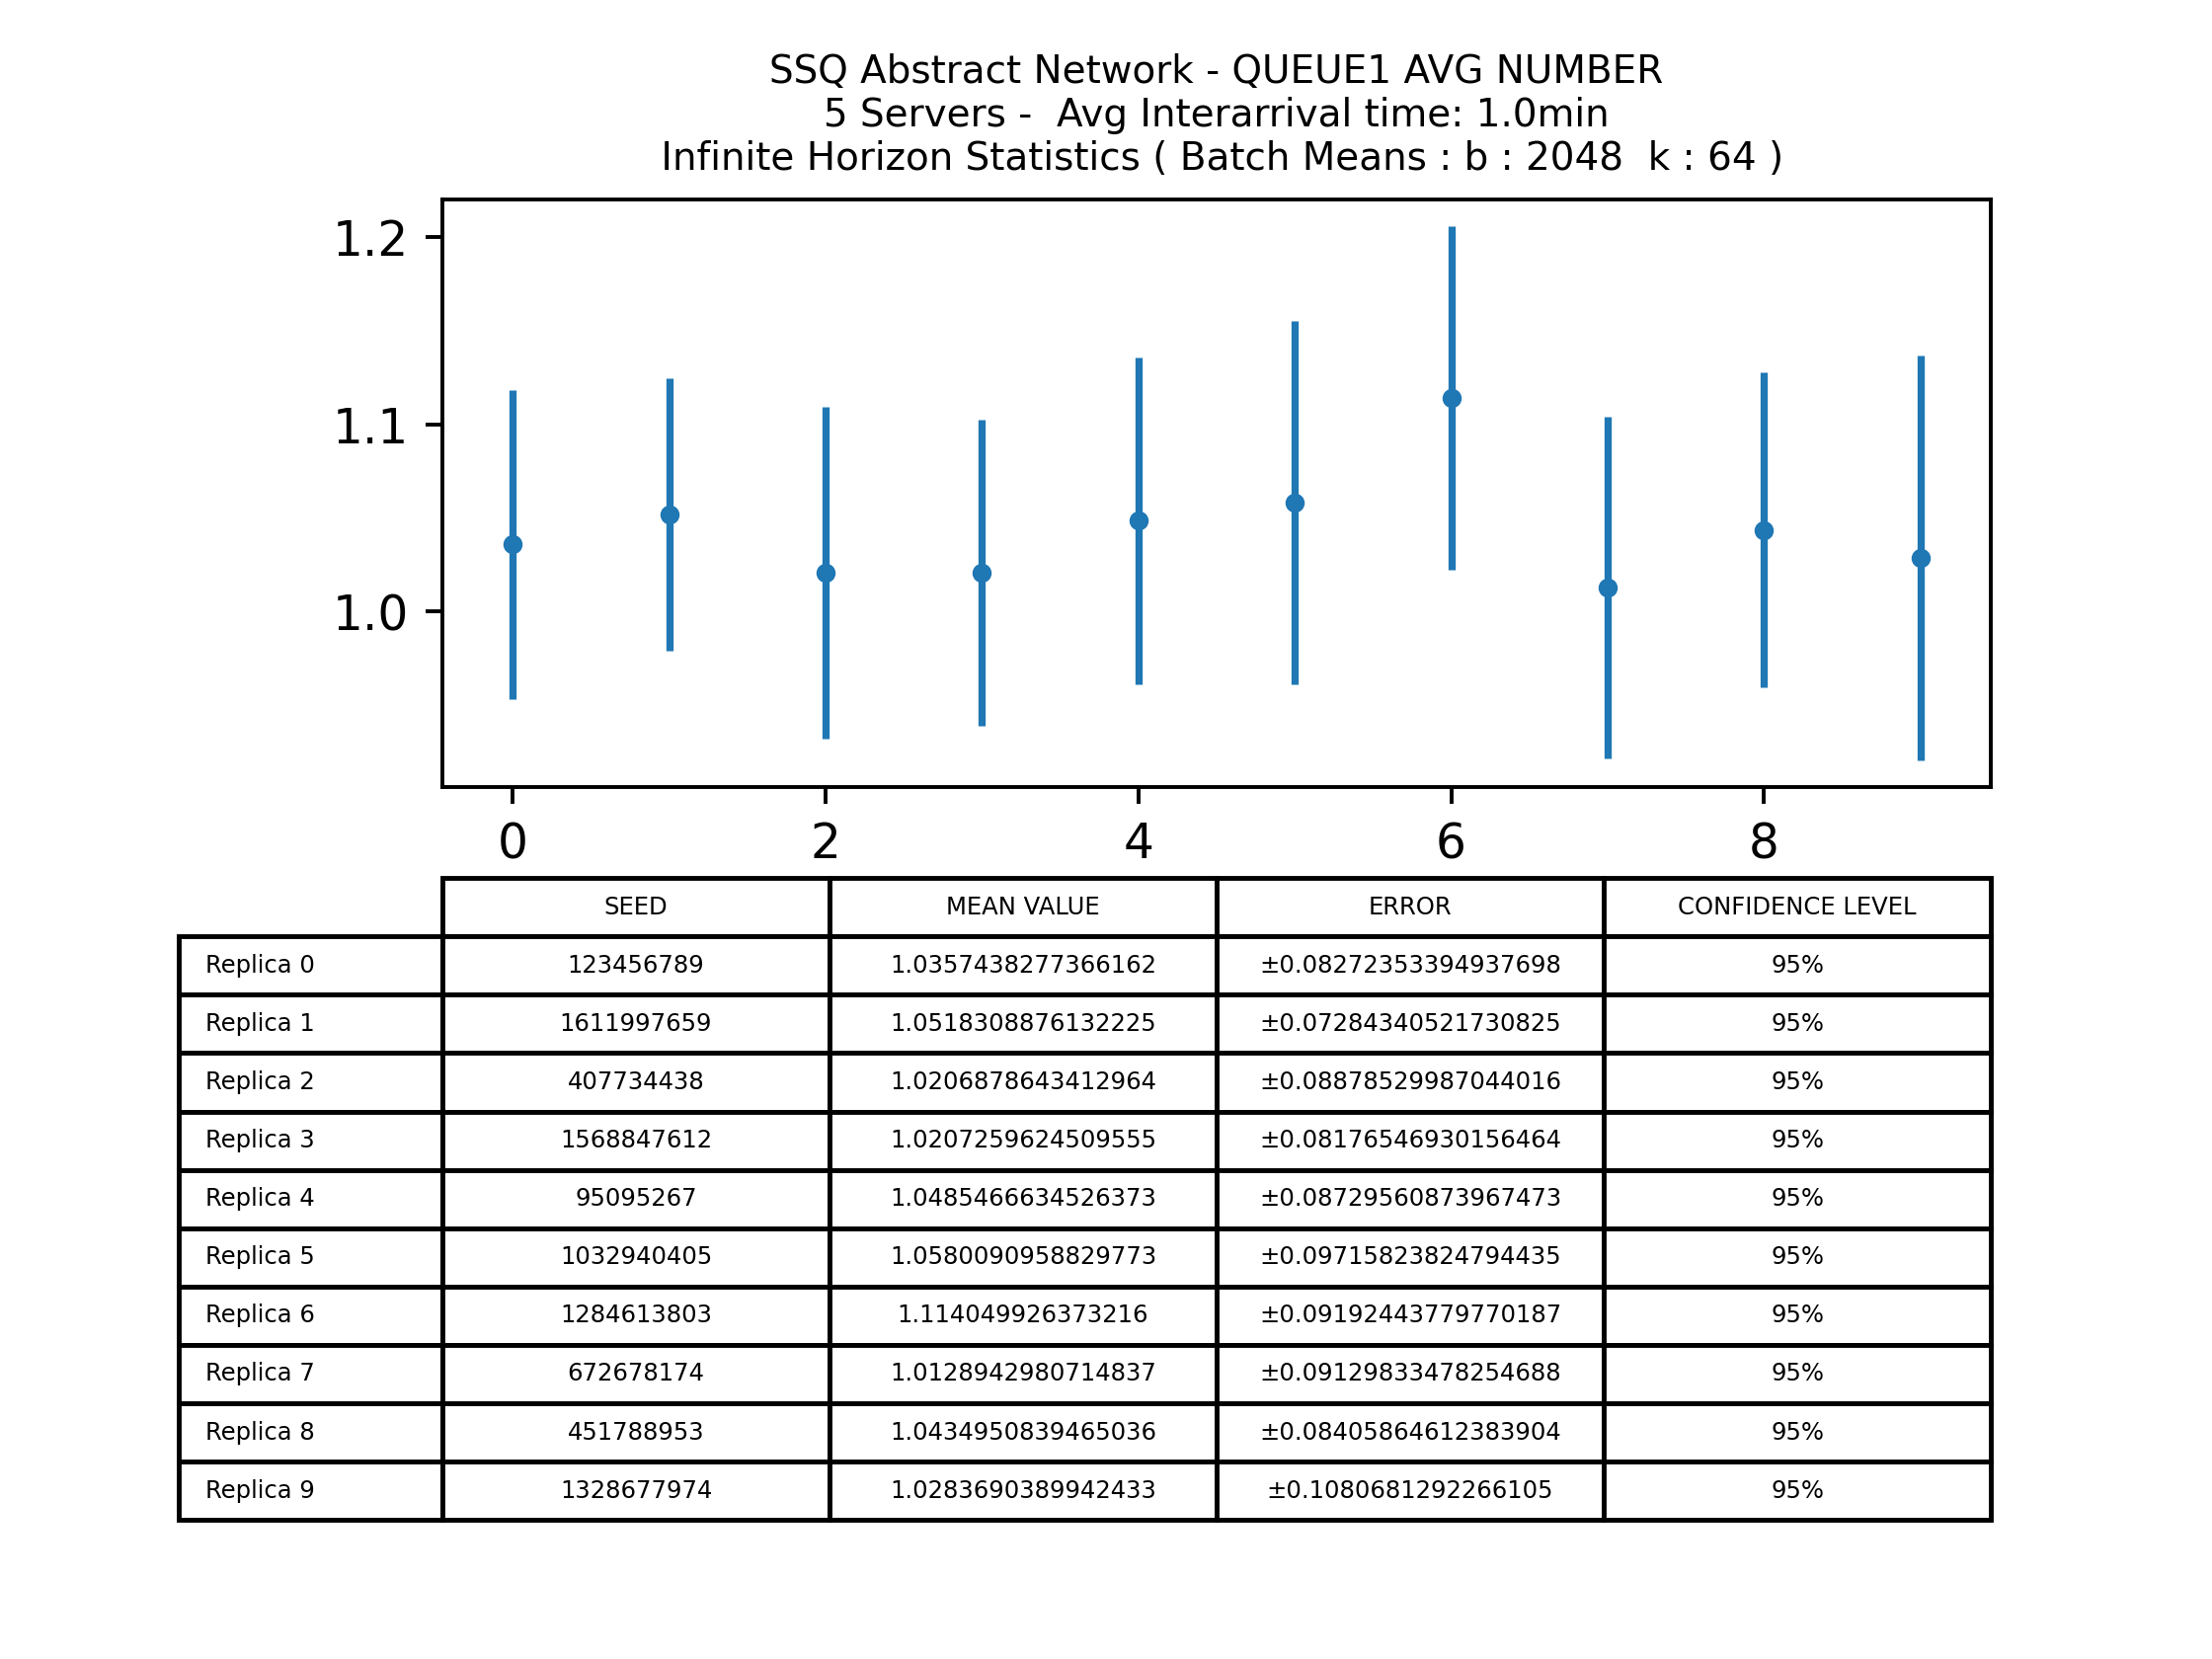 SSQ Abstract Network - QUEUE1 AVG NUMBER
5 Servers -  Avg Interarrival time: 1.0min
Infinite Horizon Statistics ( Batch Means : b : 2048  k : 64 )
1.2
1.1
1.0
0 2 4 6 8
SEED MEAN VALUE ERROR CONFIDENCE LEVEL
Replica 0 123456789 1.0357438277366162 ±0.08272353394937698 95%
Replica 1 1611997659 1.0518308876132225 ±0.07284340521730825 95%
Replica 2 407734438 1.0206878643412964 ±0.08878529987044016 95%
Replica 3 1568847612 1.0207259624509555 ±0.08176546930156464 95%
Replica 4 95095267 1.0485466634526373 ±0.08729560873967473 95%
Replica 5 1032940405 1.0580090958829773 ±0.09715823824794435 95%
Replica 6 1284613803 1.114049926373216 ±0.09192443779770187 95%
Replica 7 672678174 1.0128942980714837 ±0.09129833478254688 95%
Replica 8 451788953 1.0434950839465036 ±0.08405864612383904 95%
Replica 9 1328677974 1.0283690389942433 ±0.1080681292266105 95%